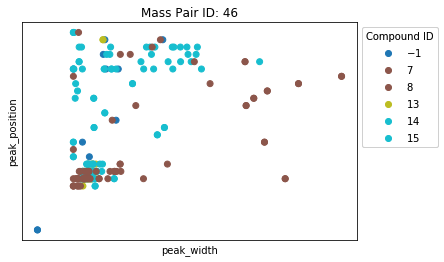 Mass Pair ID: 46
peak_position
peak_width
Compound ID
−1
7
8
13
14
15